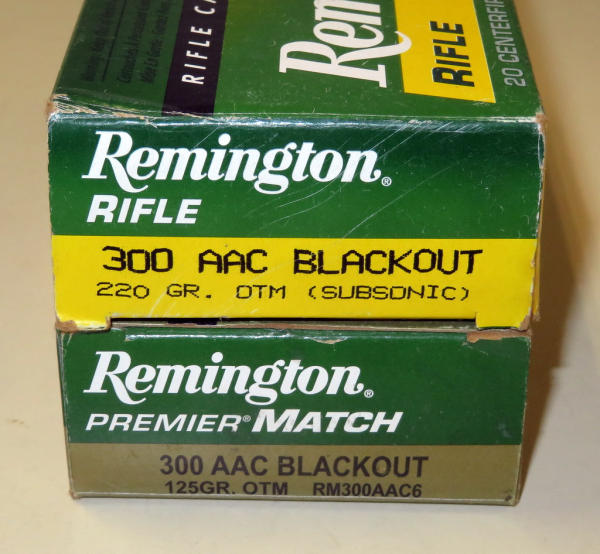 RIFLE CA
Rem
RIFLE
20 CENTERFI
Remington®
RIFLE
300 AAC BLACKOUT
220 GR. OTM (SUBSONIC)
Remington®
PREMIER® MATCH
300 AAC BLACKOUT
125GR. OTM RM300AAC6